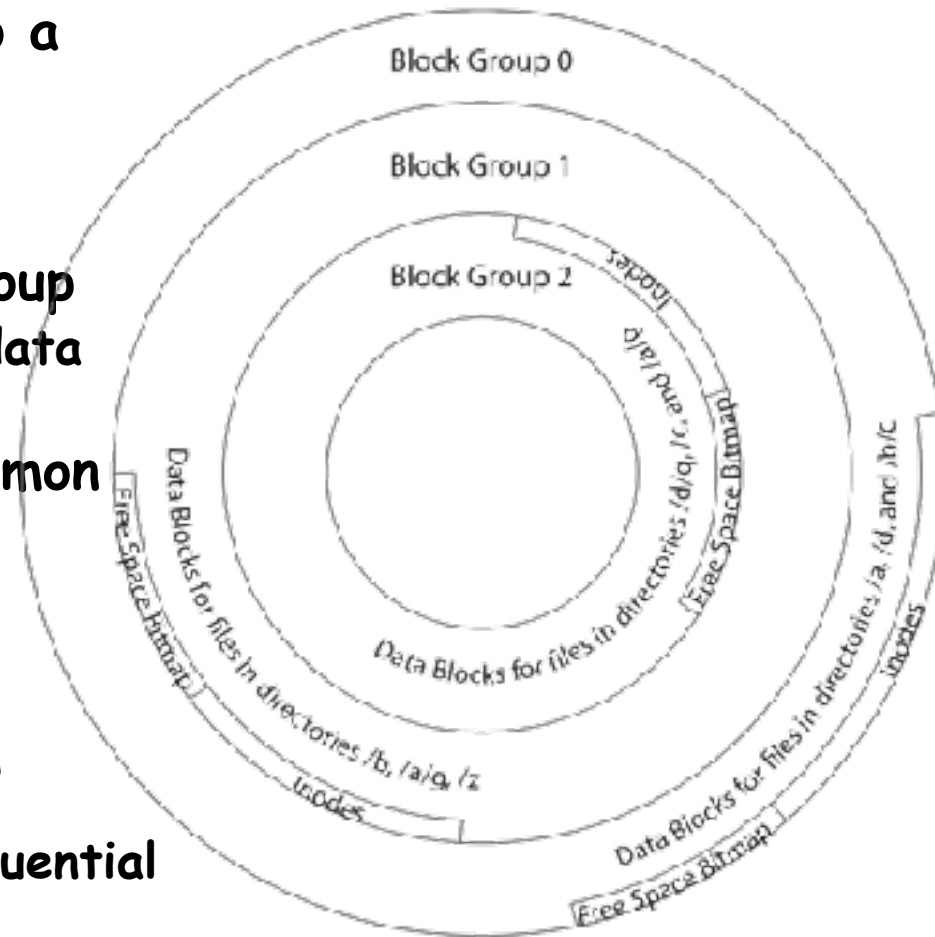 a
Block Group 0
Block Group 1
Block Group 2
oup
data
mon
uential
Inodes
Free Space Bitmap
Data Blocks for files in directories /d/q, /c, and /a/p
Free Space Bitmap
Inodes
Data Blocks for files in directories /b, /a/g, /z
Inodes
Free Space Bitmap
Data Blocks for files in directories /a, /d, and /b/c